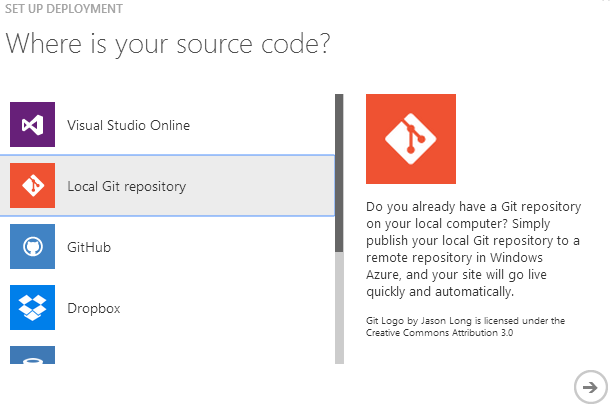 SET UP DEPLOYMENT
Where is your source code?
Visual Studio Online
Local Git repository
GitHub
Dropbox
Do you already have a Git repository
on your local computer? Simply
publish your local Git repository to a
remote repository in Windows
Azure, and your site will go live
quickly and automatically.
Git Logo by Jason Long is licensed under the
Creative Commons Attribution 3.0